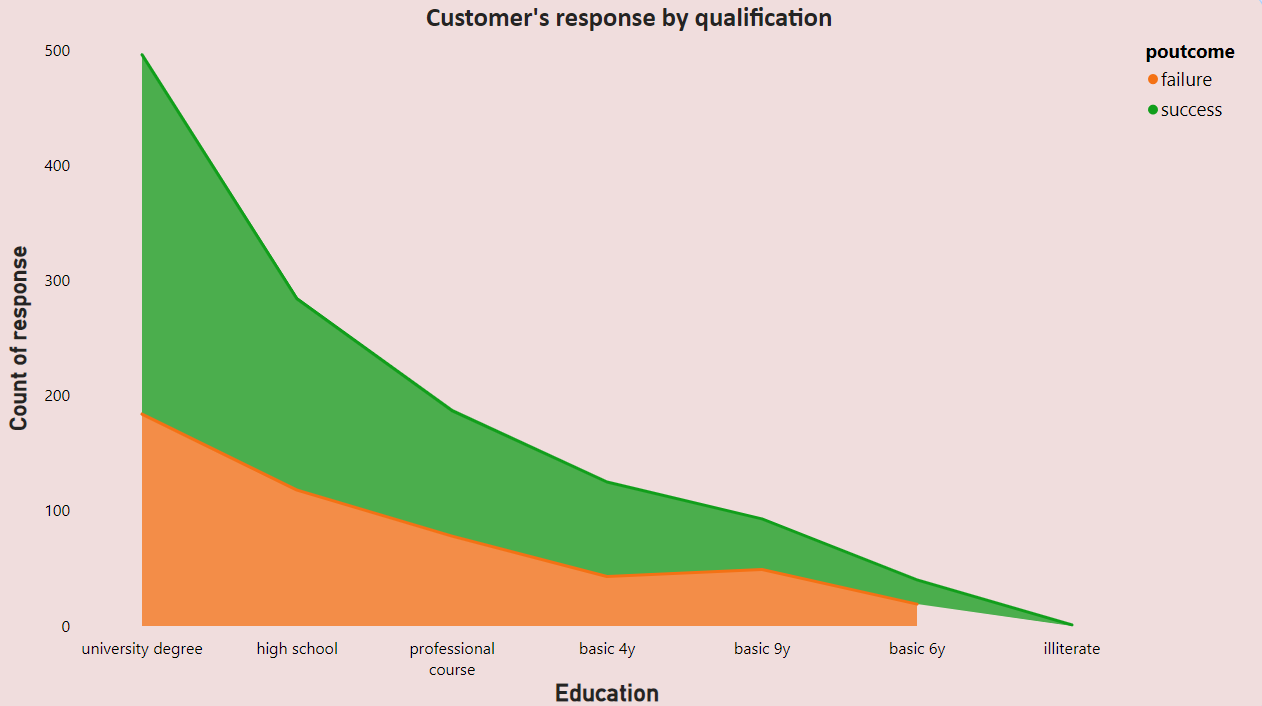 Customer's response by qualification
poutcome
failure
success
Count of response
500
400
300
200
100
0
university degree
high school
professional
course
basic 4y
basic 9y
basic 6y
illiterate
Education